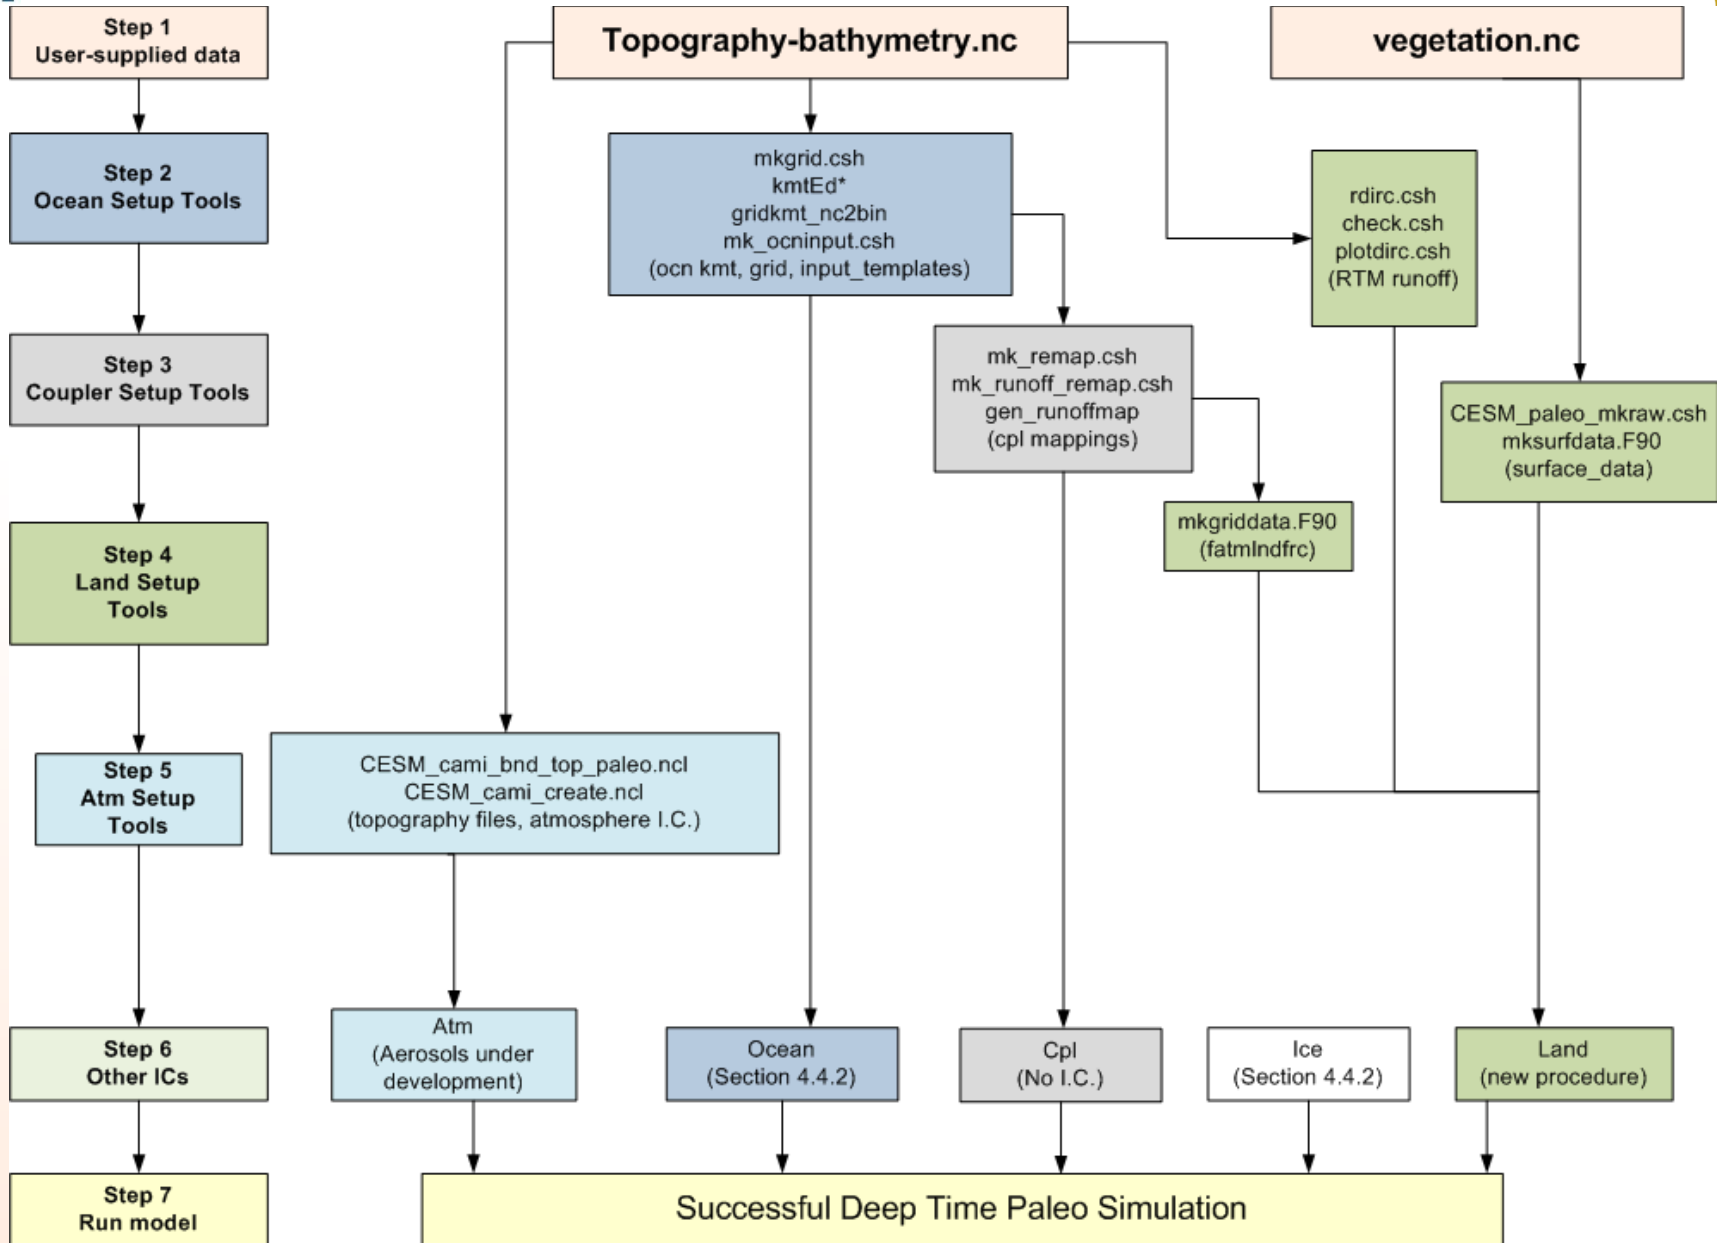 Step 1
User-supplied data
Topography-bathymetry.nc
vegetation.nc
Step 2
Ocean Setup Tools
mkgrid.csh
kmtEd*
gridkmt_nc2bin
mk_ocninput.csh
(ocn kmt, grid, input_templates)
rdirc.csh
check.csh
plotdirc.csh
(RTM runoff)
Step 3
Coupler Setup Tools
mk_remap.csh
mk_runoff_remap.csh
gen_runoffmap
(cpl mappings)
CESM_paleo_mkraw.csh
mksurfdata.F90
(surface_data)
Step 4
Land Setup
Tools
mkgriddata.F90
(fatmlndfrc)
Step 5
Atm Setup
Tools
CESM_cami_bnd_top_paleo.ncl
CESM_cami_create.ncl
(topography files, atmosphere I.C.)
Step 6
Other ICs
Atm
(Aerosols under
development)
Ocean
(Section 4.4.2)
Cpl
(No I.C.)
Ice
(Section 4.4.2)
Land
(new procedure)
Step 7
Run model
Successful Deep Time Paleo Simulation